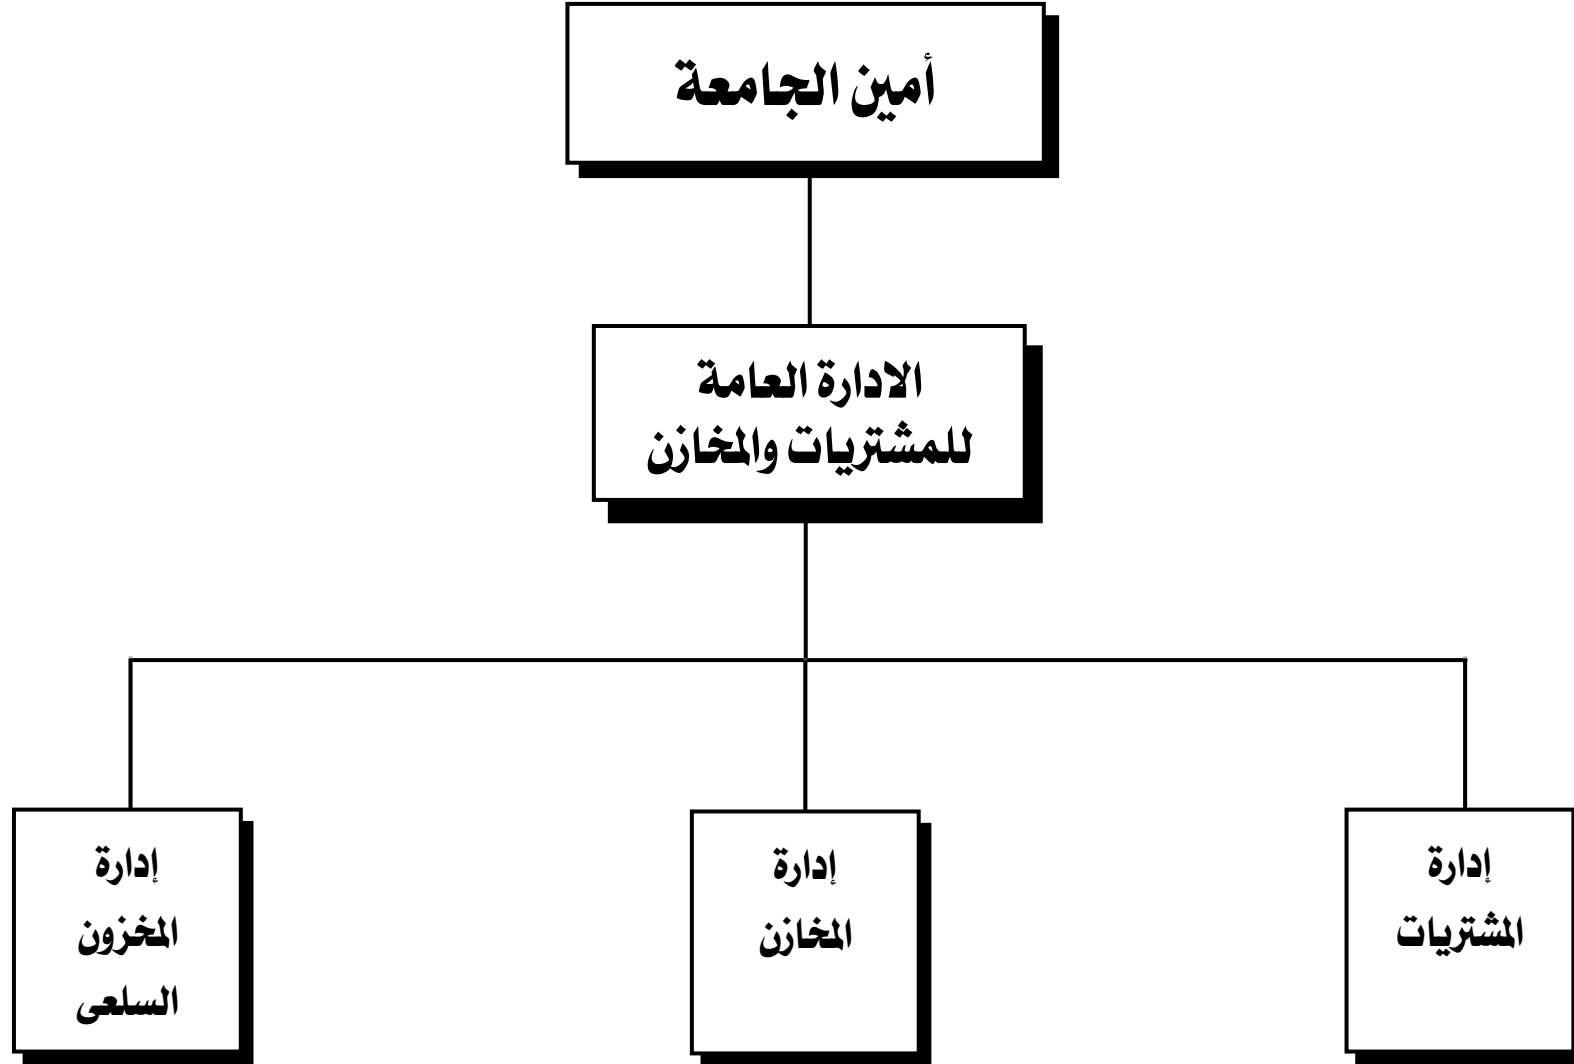 أمين الجامعة
الادارة العامة
للمشتريات والمخازن
إدارة
المشتريات
إدارة
المخازن
إدارة
المخزون
السلعى